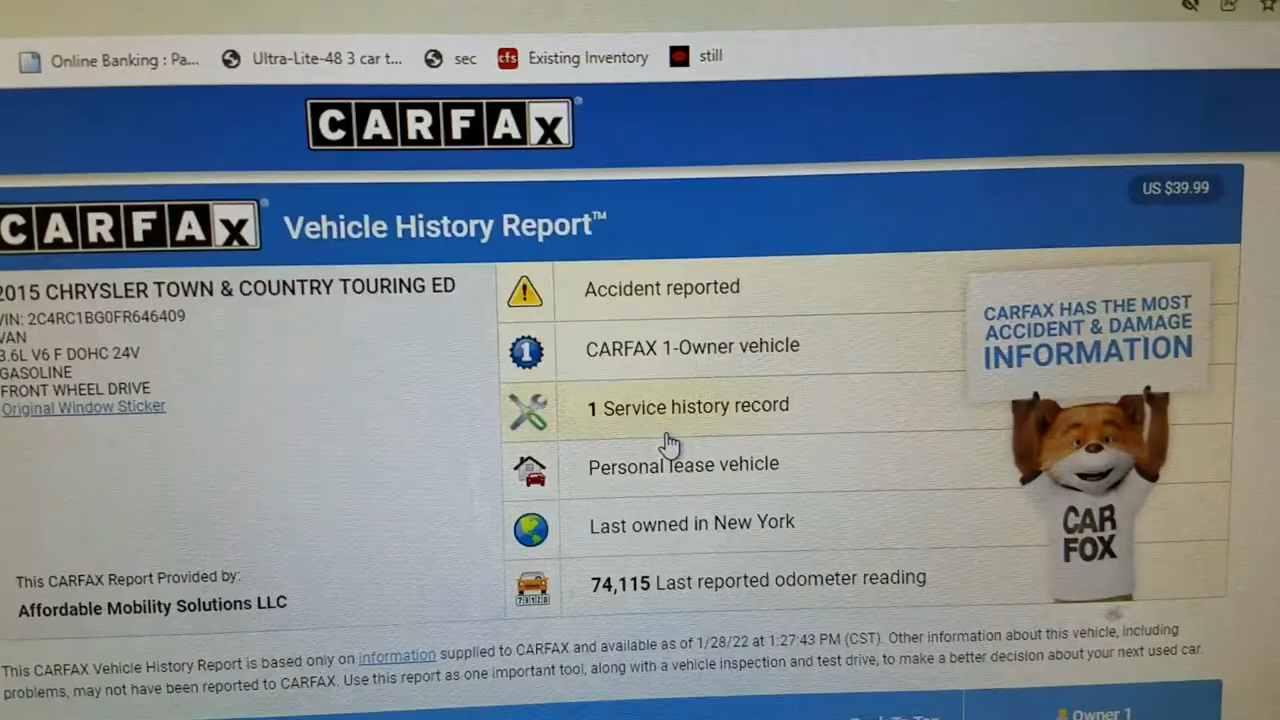 Online Banking : Pa...
Ultra-Lite-48 3 car t...
sec
cfs
Existing Inventory
still
CARFAX
CARFAX Vehicle History Report™
US $39.99
2015 CHRYSLER TOWN & COUNTRY TOURING ED
VIN: 2C4RC1BG0FR646409
VAN
3.6L V6 F DOHC 24V
GASOLINE
FRONT WHEEL DRIVE
Original Window Sticker
This CARFAX Report Provided by:
Affordable Mobility Solutions LLC
Accident reported
1
CARFAX 1-Owner vehicle
1 Service history record
Personal lease vehicle
Last owned in New York
74,115 Last reported odometer reading
CARFAX HAS THE MOST
ACCIDENT & DAMAGE
INFORMATION
CAR
FOX
This CARFAX Vehicle History Report is based only on information supplied to CARFAX and available as of 1/28/22 at 1:27:43 PM (CST). Other information about this vehicle, including
problems, may not have been reported to CARFAX. Use this report as one important tool, along with a vehicle inspection and test drive, to make a better decision about your next used car.
Owner 1